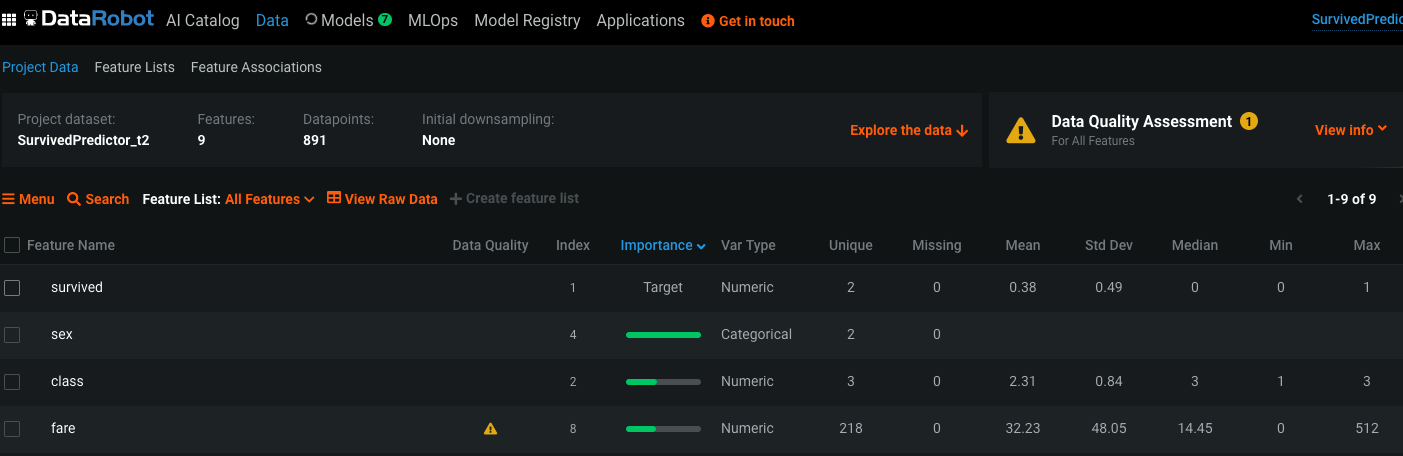 DataRobot AI Catalog Data Models 7 MLOps Model Registry Applications Get in touch SurvivedPredic
Project Data Feature Lists Feature Associations
Project dataset: Features: Datapoints: Initial downsampling:
SurvivedPredictor_t2 9 891 None
Explore the data
Data Quality Assessment 1
For All Features
View info
Menu Search Feature List: All Features View Raw Data + Create feature list 1-9 of 9
Feature Name Data Quality Index Importance Var Type Unique Missing Mean Std Dev Median Min Max
survived 1 Target Numeric 2 0 0.38 0.49 0 0 1
sex 4 Categorical 2 0
class 2 Numeric 3 0 2.31 0.84 3 1 3
fare 8 Numeric 218 0 32.23 48.05 14.45 0 512